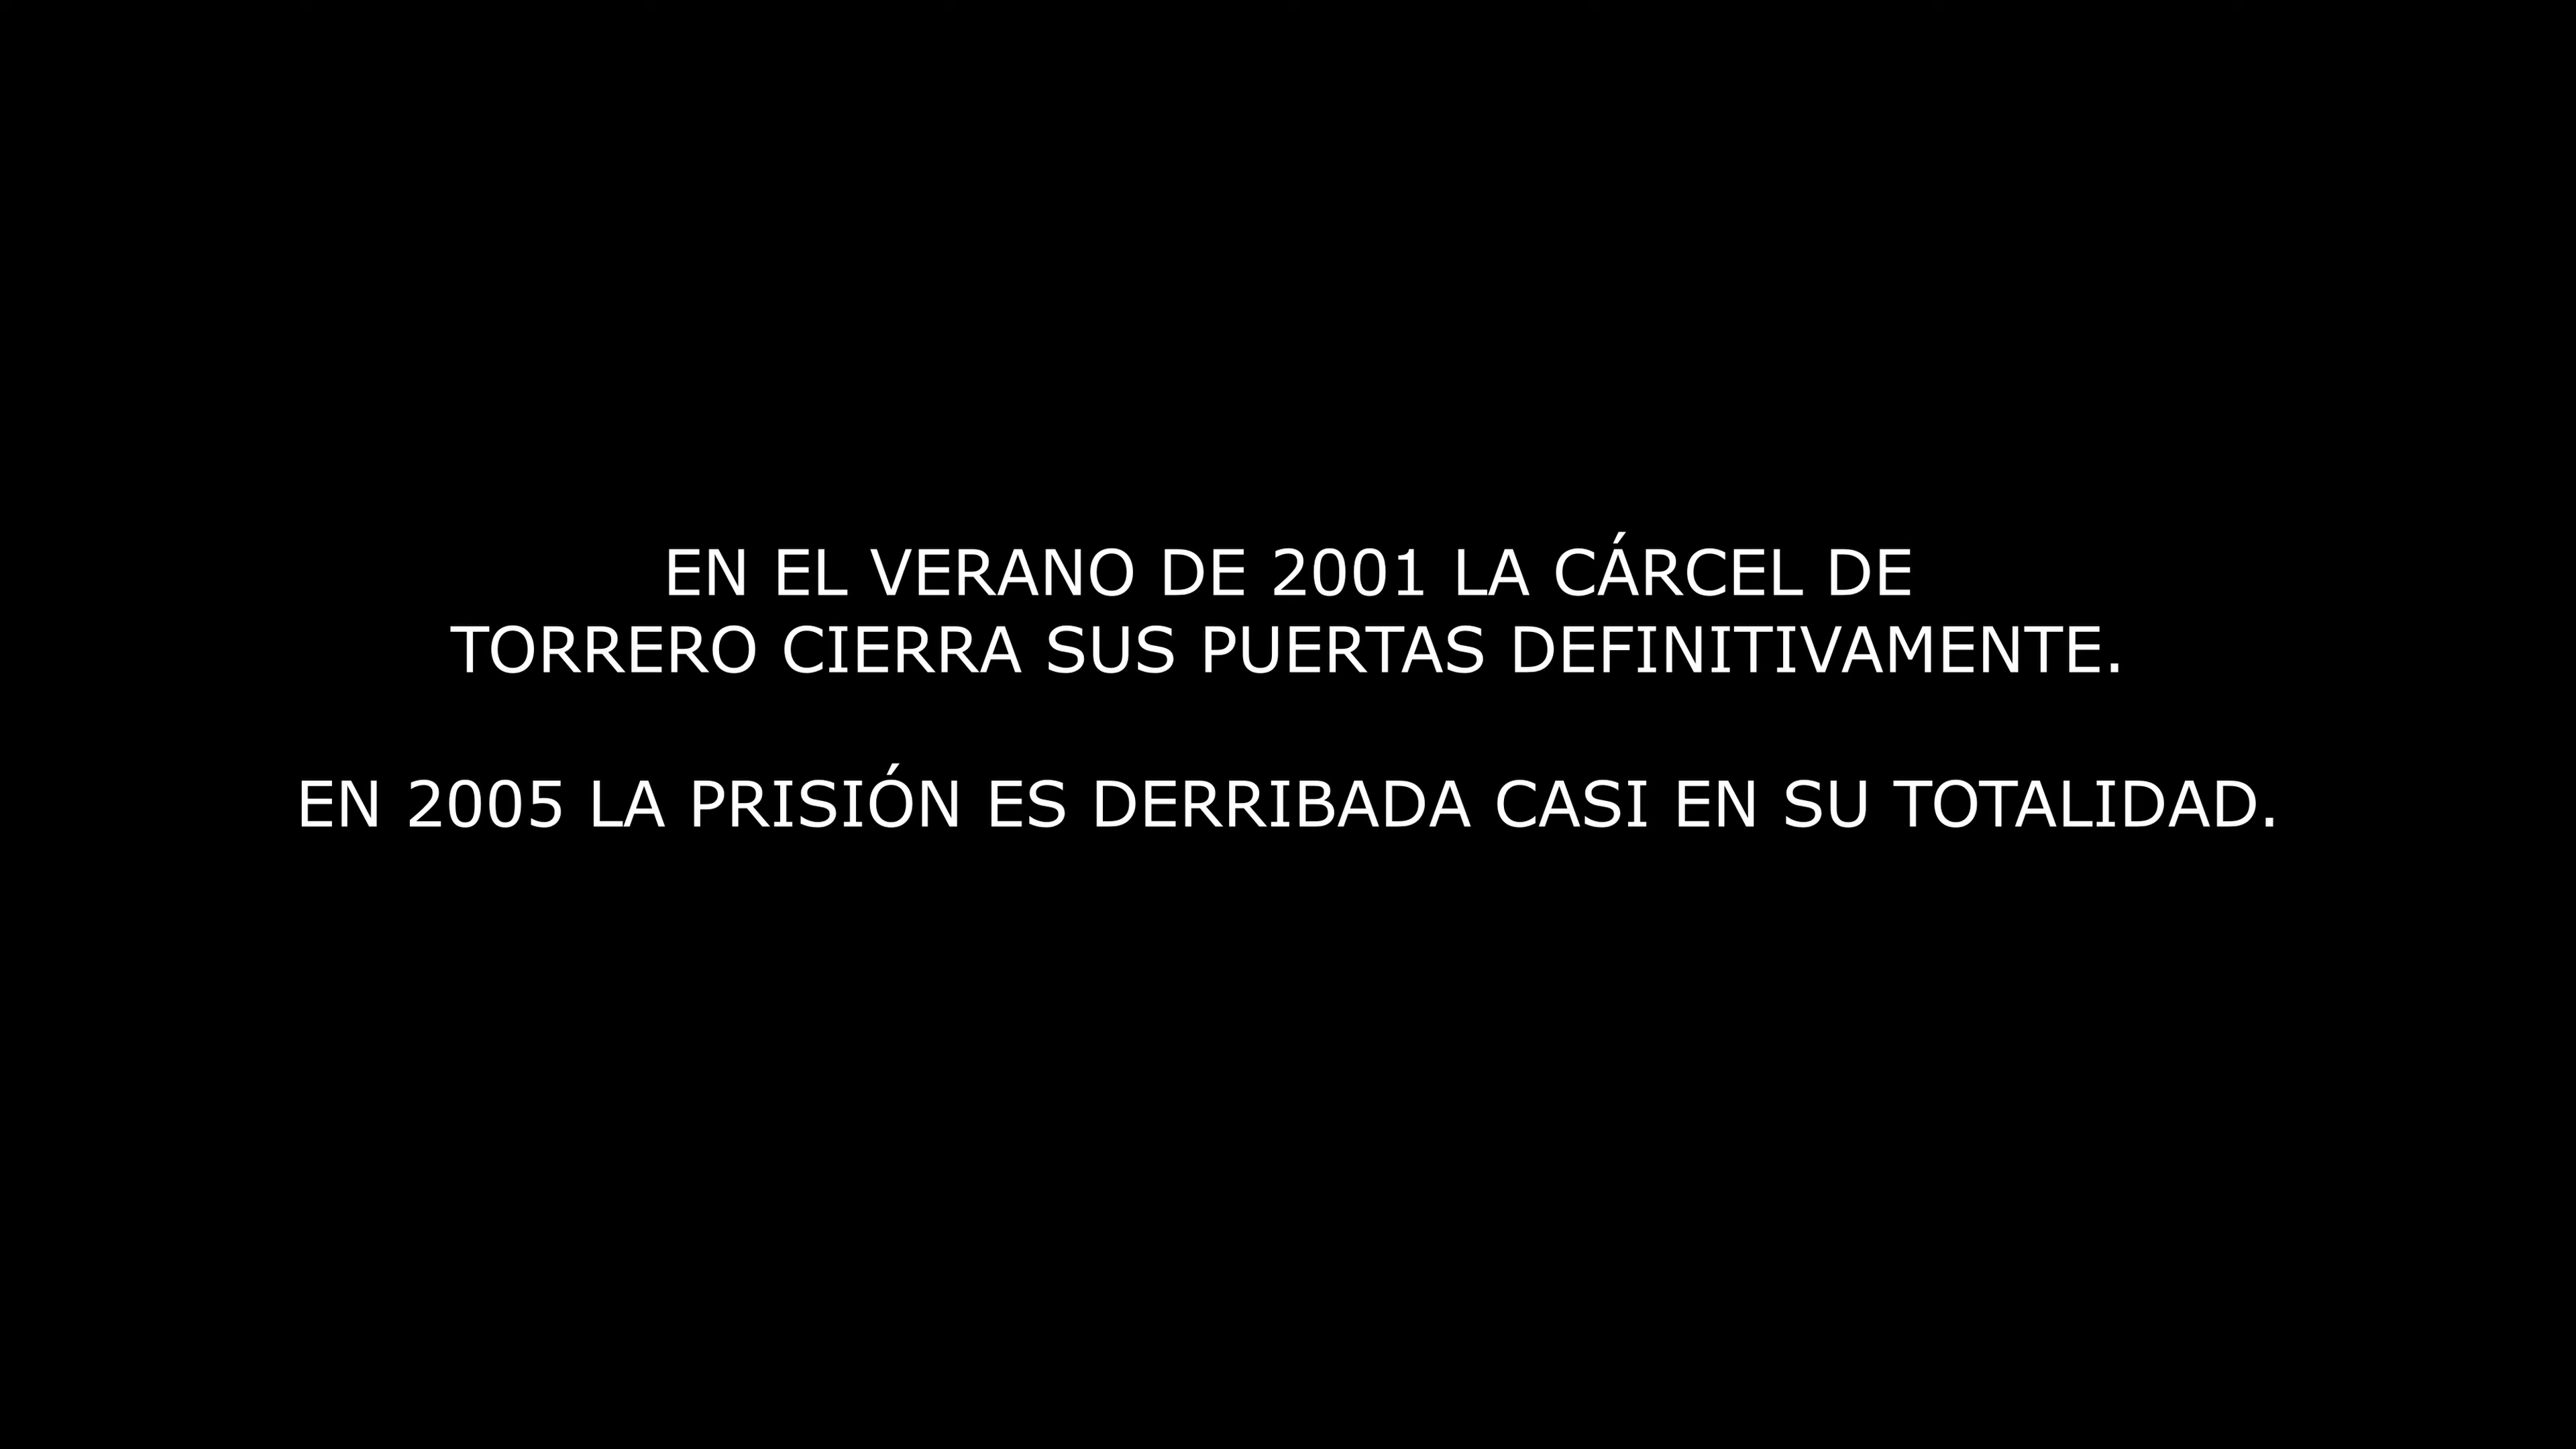 EN EL VERANO DE 2001 LA CÁRCEL DE
TORRERO CIERRA SUS PUERTAS DEFINITIVAMENTE.
EN 2005 LA PRISIÓN ES DERRIBADA CASI EN SU TOTALIDAD.